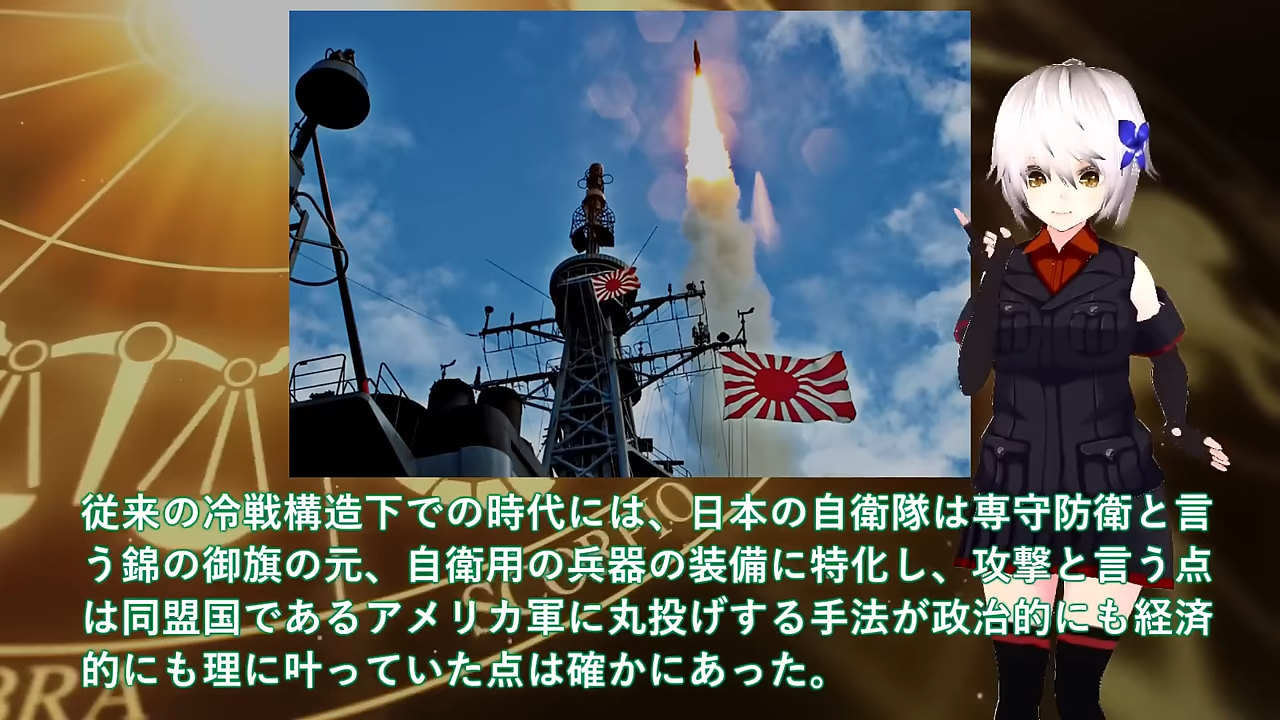 従来の冷戦構造下での時代には、日本の自衛隊は専守防衛と言
う錦の御旗の元、自衛用の兵器の装備に特化し、攻撃と言う点
は同盟国であるアメリカ軍に丸投げする手法が政治的にも経済
的にも理に叶っていた点は確かにあった。
SCORPIO
BRA